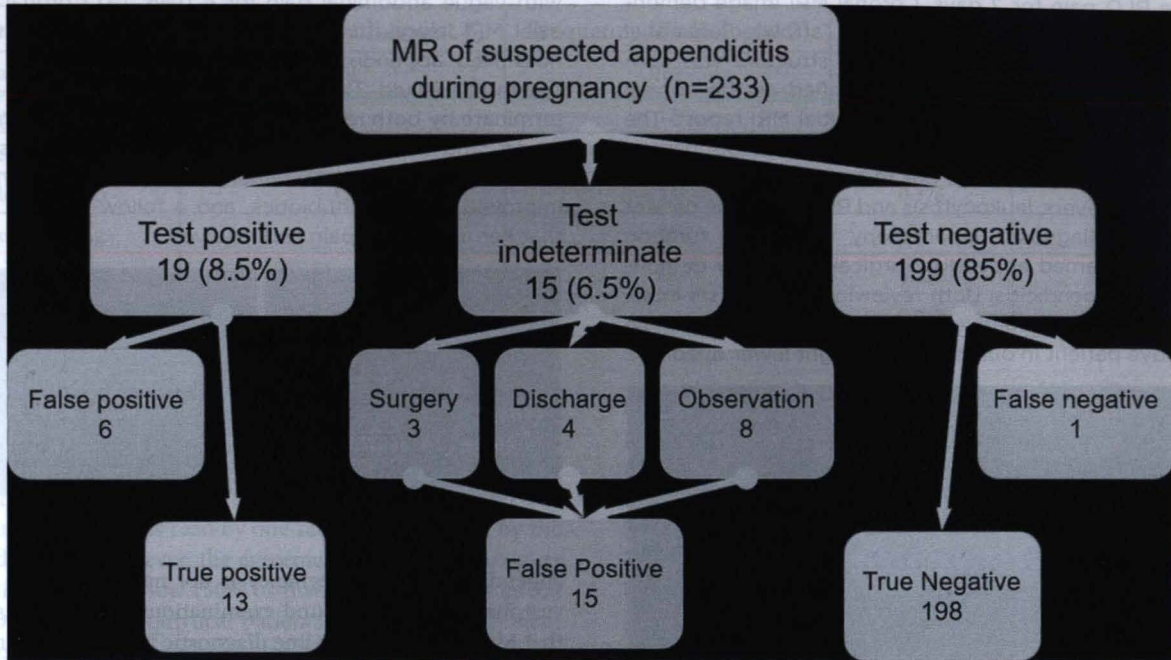 MR of suspected appendicitis
during pregnancy (n=233)
Test positive
19 (8.5%)
Test
indeterminate
15 (6.5%)
Test negative
199 (85%)
False positive
6
Surgery
3
Discharge
4
Observation
8
False negative
1
True positive
13
False Positive
15
True Negative
198